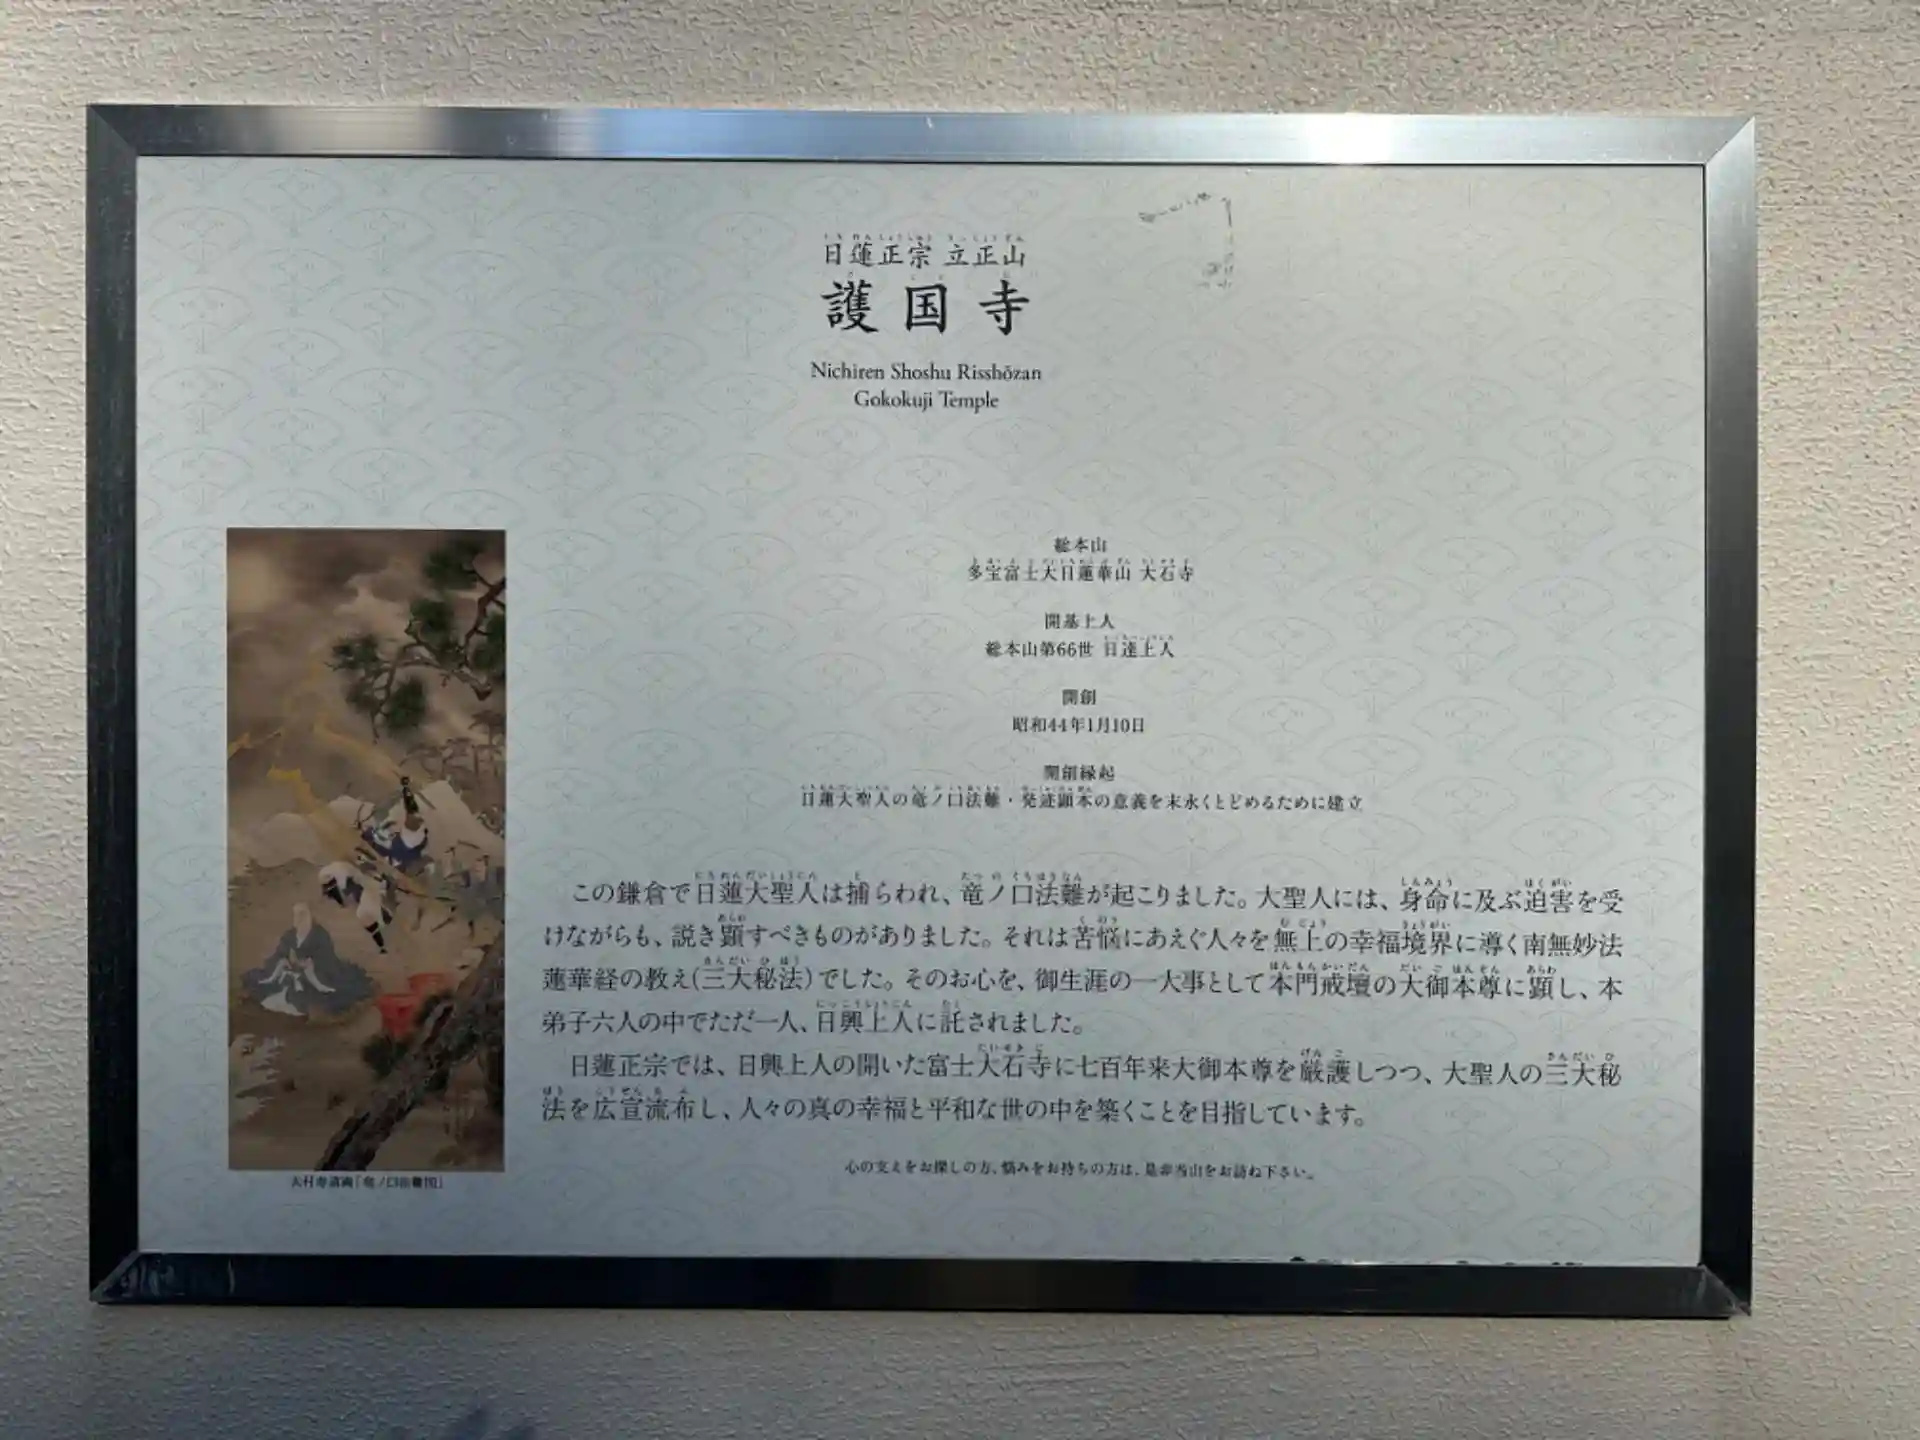 日蓮正宗 立正山
護国寺
Nichiren Shoshu Risshōzan
Gokokuji Temple
総本山
多宝富士大日蓮華山 大石寺
開基上人
総本山第66世 日達上人
開創
昭和44年1月10日
開創縁起
日蓮大聖人の竜ノ口法難・発迹顕本の意義を末永くとどめるために建立
この鎌倉で日蓮大聖人は捕らわれ、竜ノ口法難が起こりました。大聖人には、身命に及ぶ迫害を受
けながらも、説き顕すべきものがありました。それは苦悩にあえぐ人々を無上の幸福境界に導く南無妙法
蓮華経の教え(三大秘法)でした。そのお心を、御生涯の一大事として本門戒壇の大御本尊に顕し、本
弟子六人の中でただ一人、日興上人に託されました。
日蓮正宗では、日興上人の開いた富士大石寺に七百年来大御本尊を厳護しつつ、大聖人の三大秘
法を広宣流布し、人々の真の幸福と平和な世の中を築くことを目指しています。
心の支えをお探しの方、悩みをお持ちの方は、是非当山をお訪ね下さい。